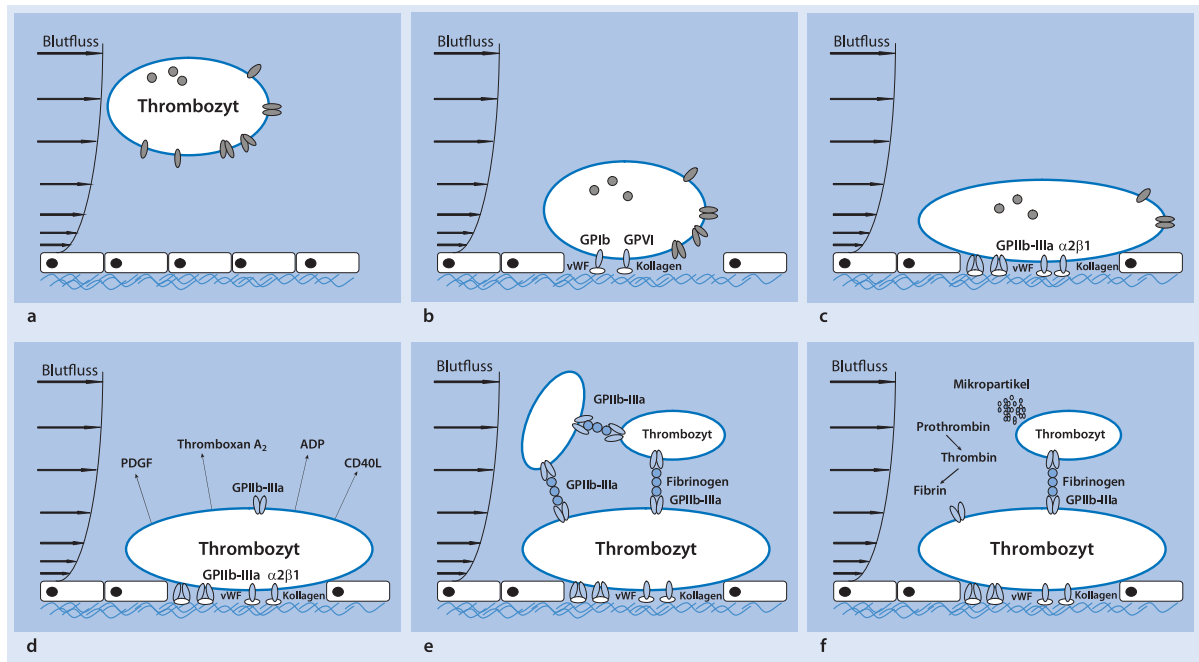 Blutfluss
Thrombozyt
a
Blutfluss
GPIb GPVI
vWF Kollagen
b
Blutfluss
GPIIb-IIIa α2β1
vWF Kollagen
c
Blutfluss
Thromboxan A₂ ADP
PDGF CD40L
GPIIb-IIIa
Thrombozyt
GPIIb-IIIa α2β1
vWF Kollagen
d
Blutfluss
GPIIb-IIIa
Thrombozyt
GPIIb-IIIa Fibrinogen
GPIIb-IIIa
Thrombozyt
vWF Kollagen
e
Blutfluss
Mikropartikel
Prothrombin
Thrombozyt
Thrombin
Fibrinogen
Fibrin
GPIIb-IIIa
Thrombozyt
vWF Kollagen
f